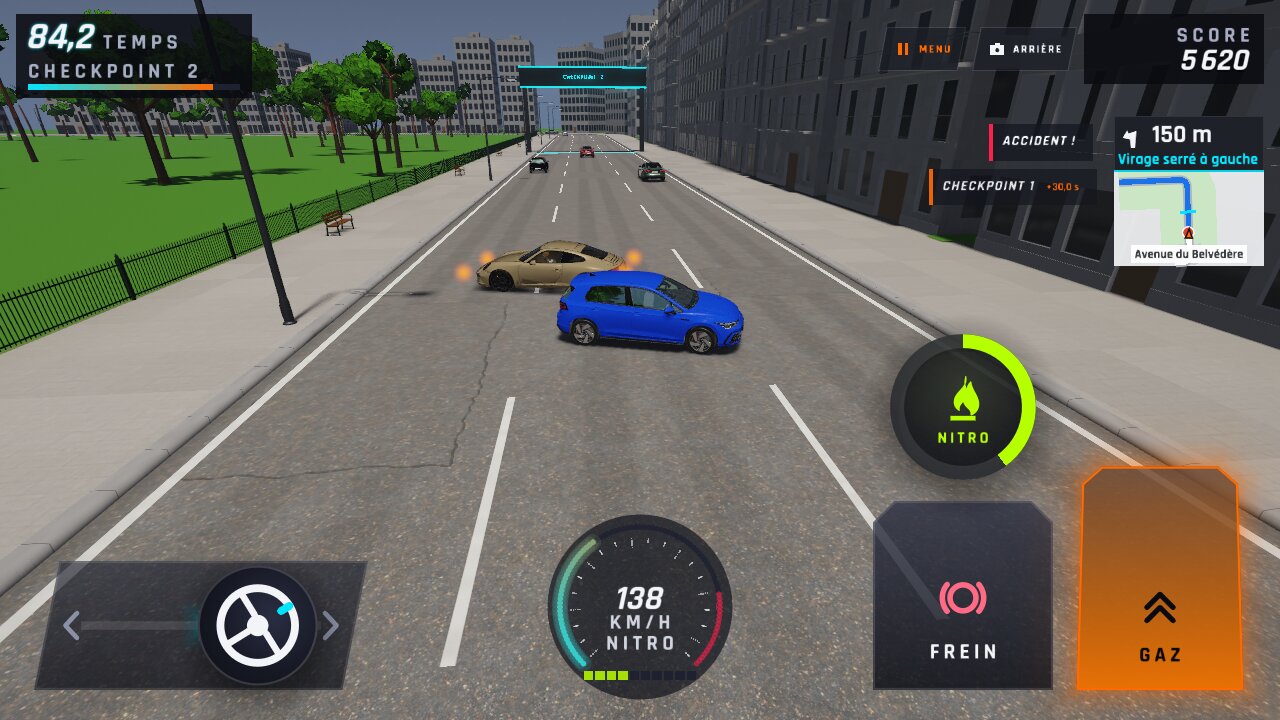 84,2 TEMPS
CHECKPOINT 2
MENU
ARRIÈRE
SCORE
5 620
CHECKPOINT 2
ACCIDENT !
CHECKPOINT 1 +30,0 s
150 m
Virage serré à gauche
Avenue du Belvédère
NITRO
138
KM/H
NITRO
FREIN
GAZ